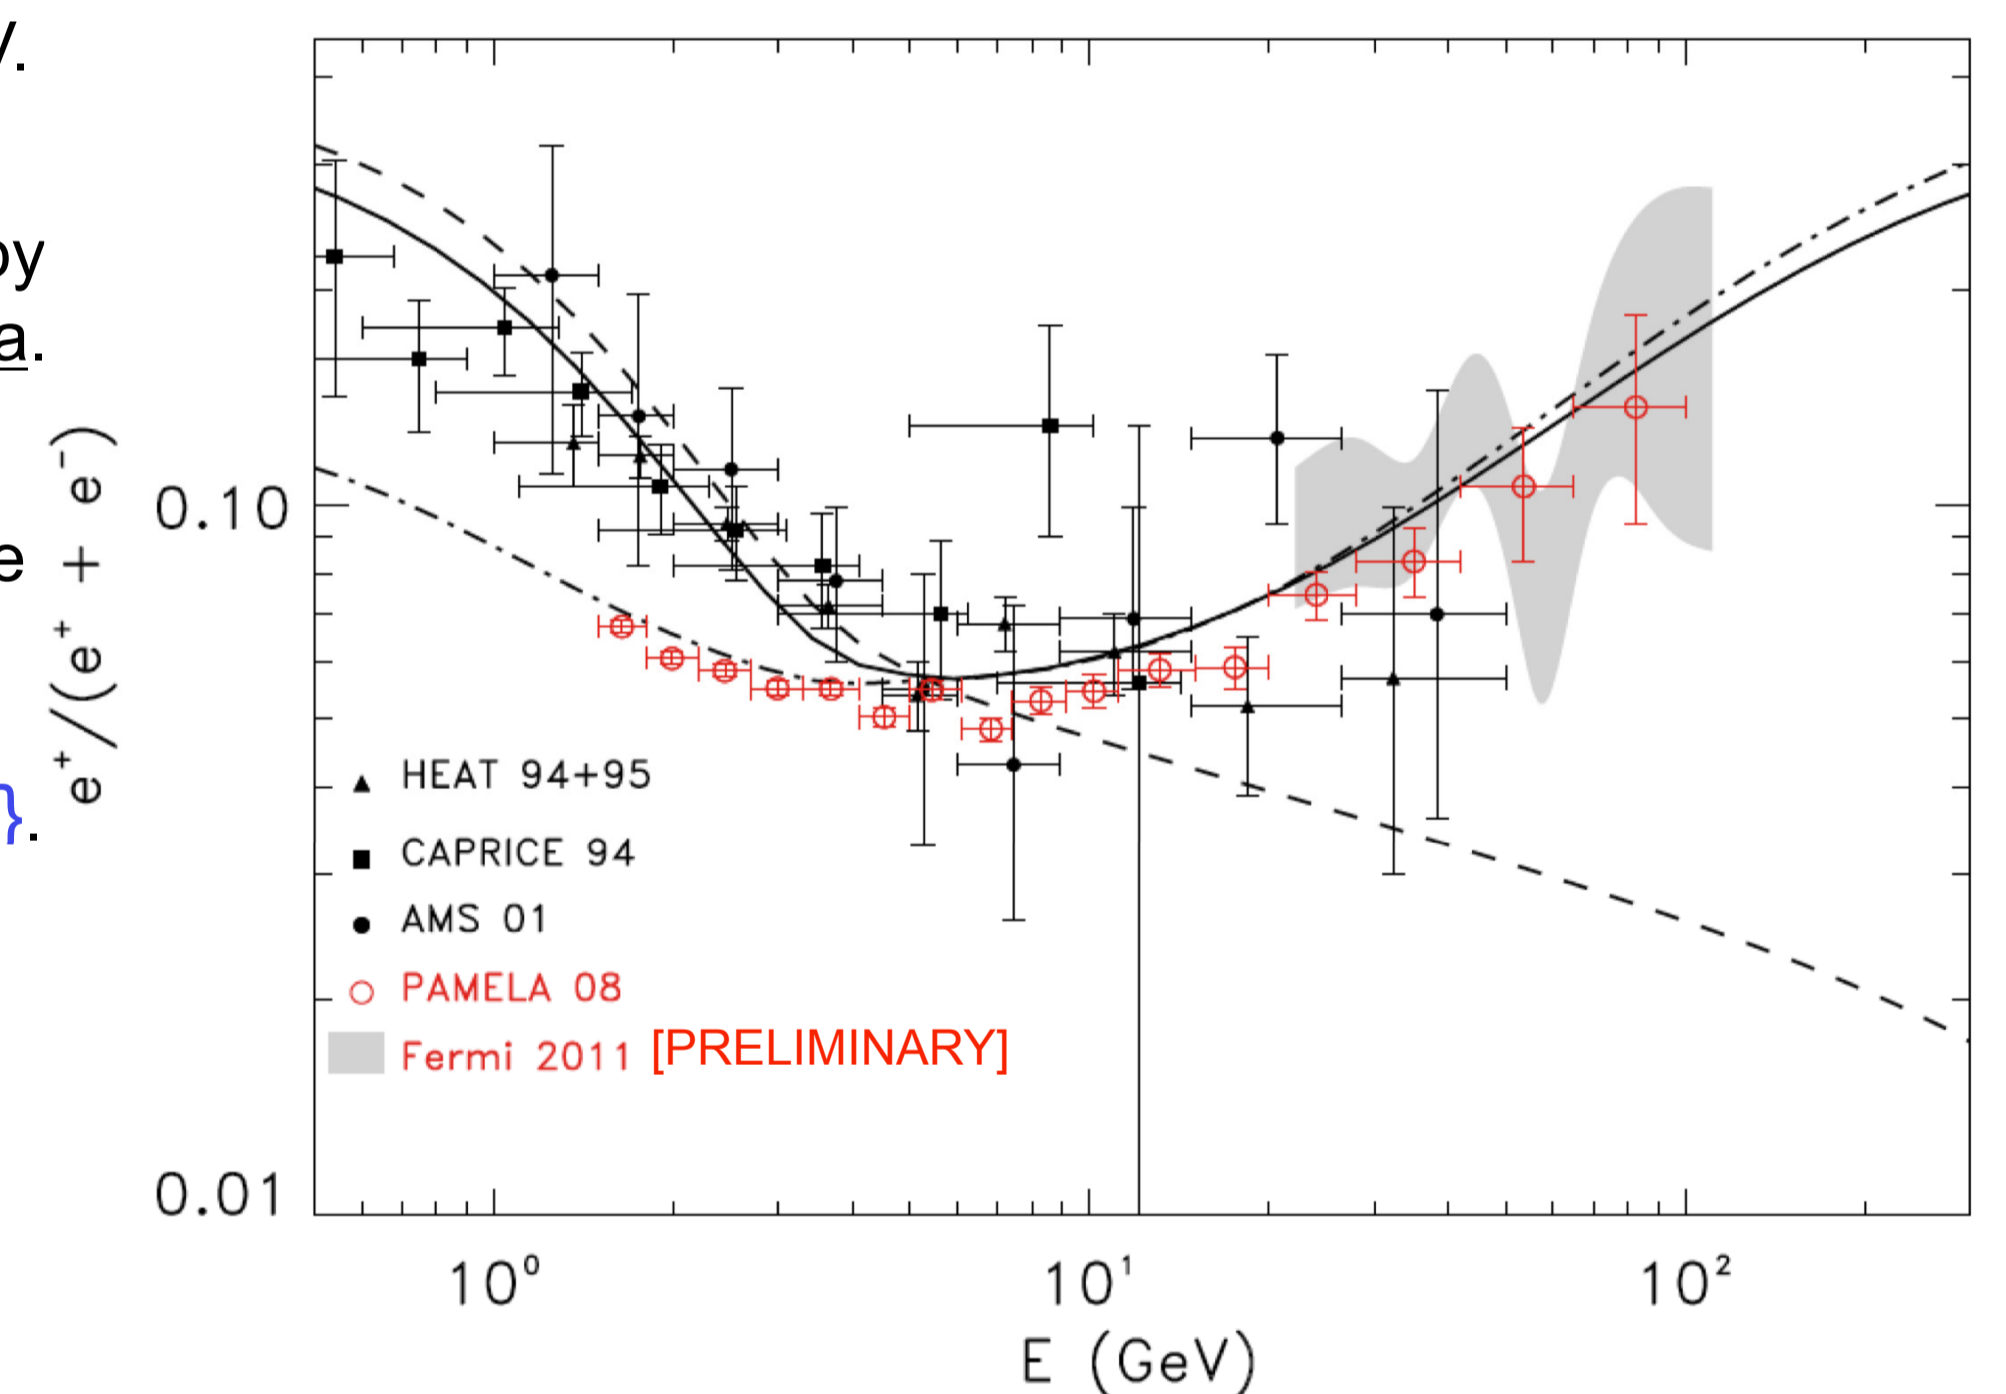 y.
by
a.
e
}.
e⁺/(e⁺ + e⁻)
0.10
0.01
HEAT 94+95
CAPRICE 94
AMS 01
PAMELA 08
Fermi 2011 [PRELIMINARY]
10⁰ 10¹ 10²
E (GeV)